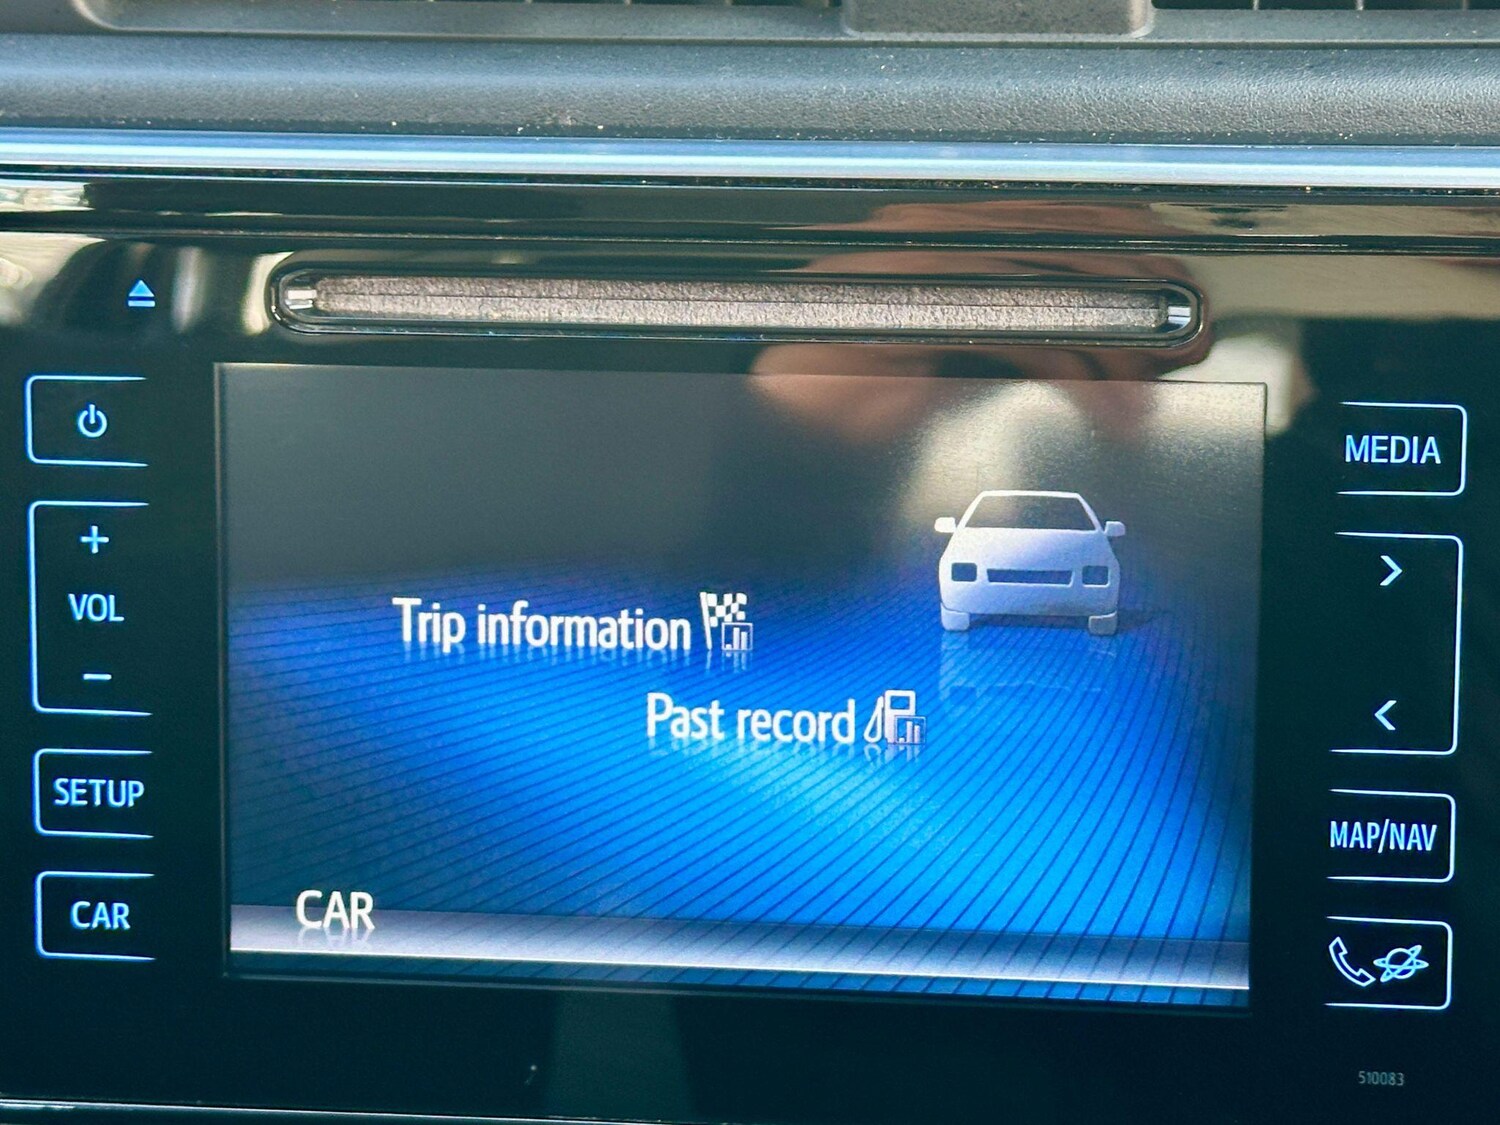 MEDIA
+
VOL
-
Trip information
Past record
SETUP
MAP/NAV
CAR
CAR
510083